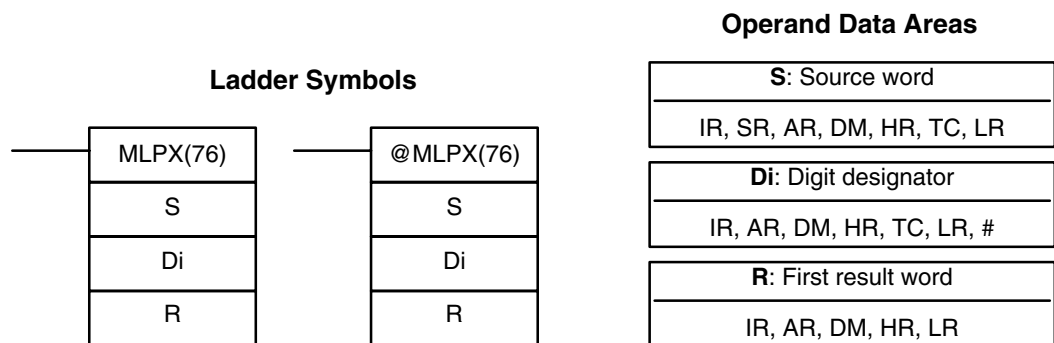 Ladder Symbols
MLPX(76)
S
Di
R
@MLPX(76)
S
Di
R
Operand Data Areas
S: Source word
IR, SR, AR, DM, HR, TC, LR
Di: Digit designator
IR, AR, DM, HR, TC, LR, #
R: First result word
IR, AR, DM, HR, LR